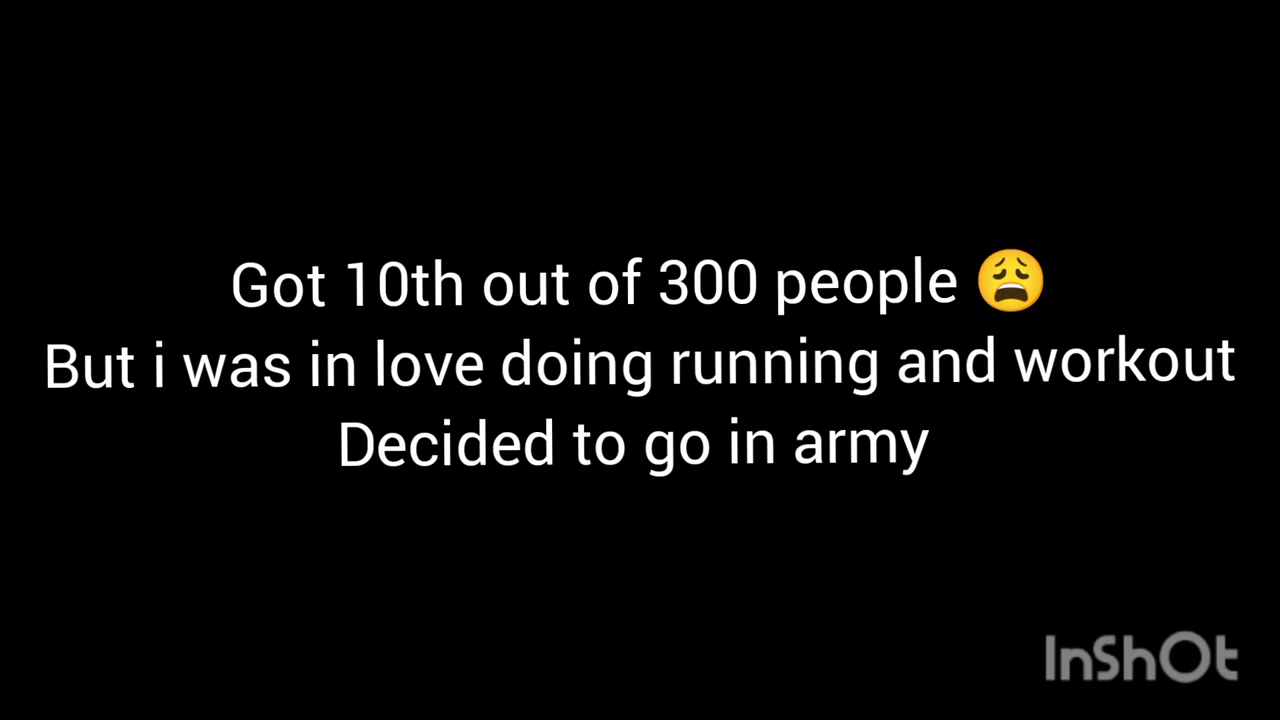 Got 10th out of 300 people 😩
But i was in love doing running and workout
Decided to go in army
InShOt